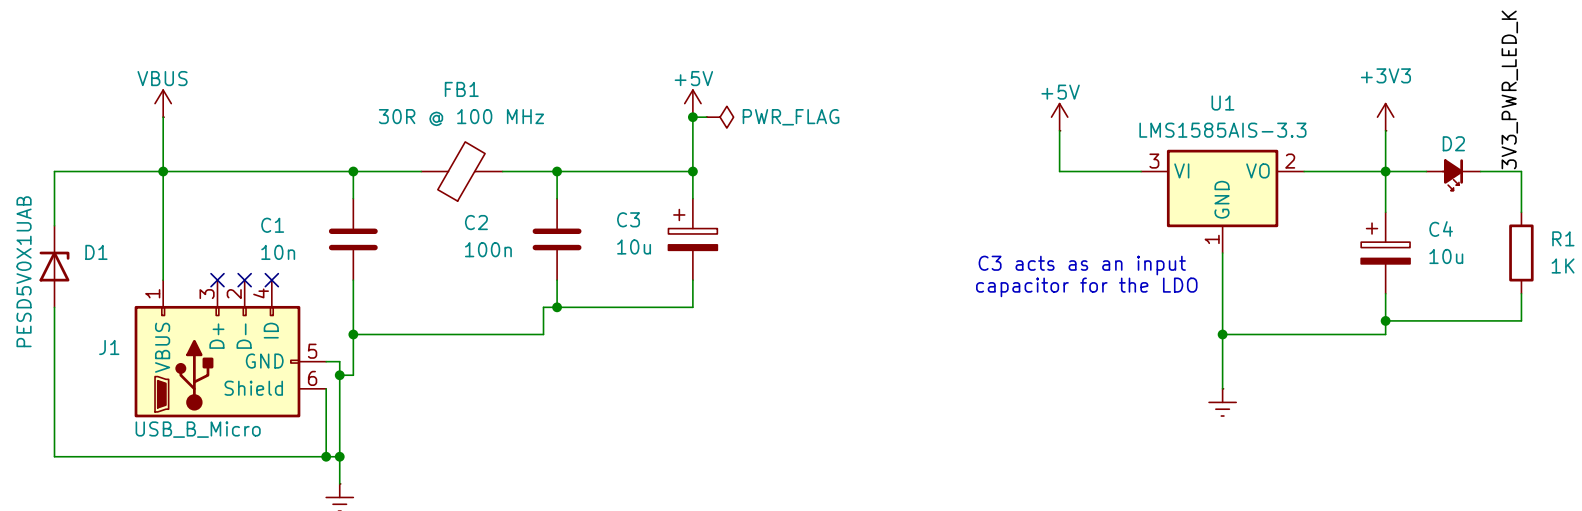 VBUS
FB1
30R @ 100 MHz
+5V
PWR_FLAG
PESD5V0X1UAB
D1
C1
10n
C2
100n
C3
+
10u
1
3
2
4
VBUS
D+
D-
ID
J1
GND
5
Shield
6
USB_B_Micro
+5V
U1
LMS1585AIS-3.3
3
VI
VO
2
GND
1
+3V3
D2
3V3_PWR_LED_K
+
C4
10u
R1
1K
C3 acts as an input
capacitor for the LDO